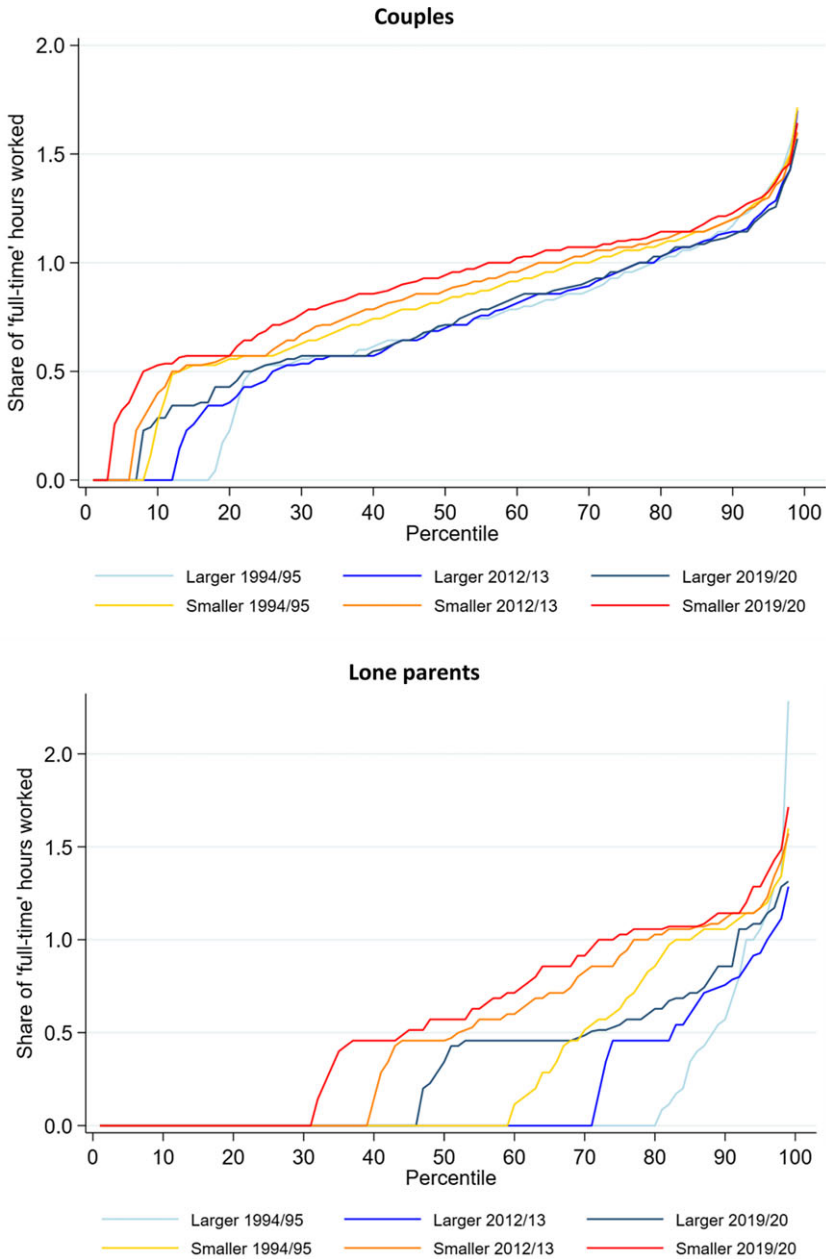 Couples
2.0
1.5
1.0
0.5
0.0
Share of 'full-time' hours worked
0 10 20 30 40 50 60 70 80 90 100
Percentile
Larger 1994/95 Larger 2012/13 Larger 2019/20
Smaller 1994/95 Smaller 2012/13 Smaller 2019/20
Lone parents
2.0
1.5
1.0
0.5
0.0
Share of 'full-time' hours worked
0 10 20 30 40 50 60 70 80 90 100
Percentile
Larger 1994/95 Larger 2012/13 Larger 2019/20
Smaller 1994/95 Smaller 2012/13 Smaller 2019/20